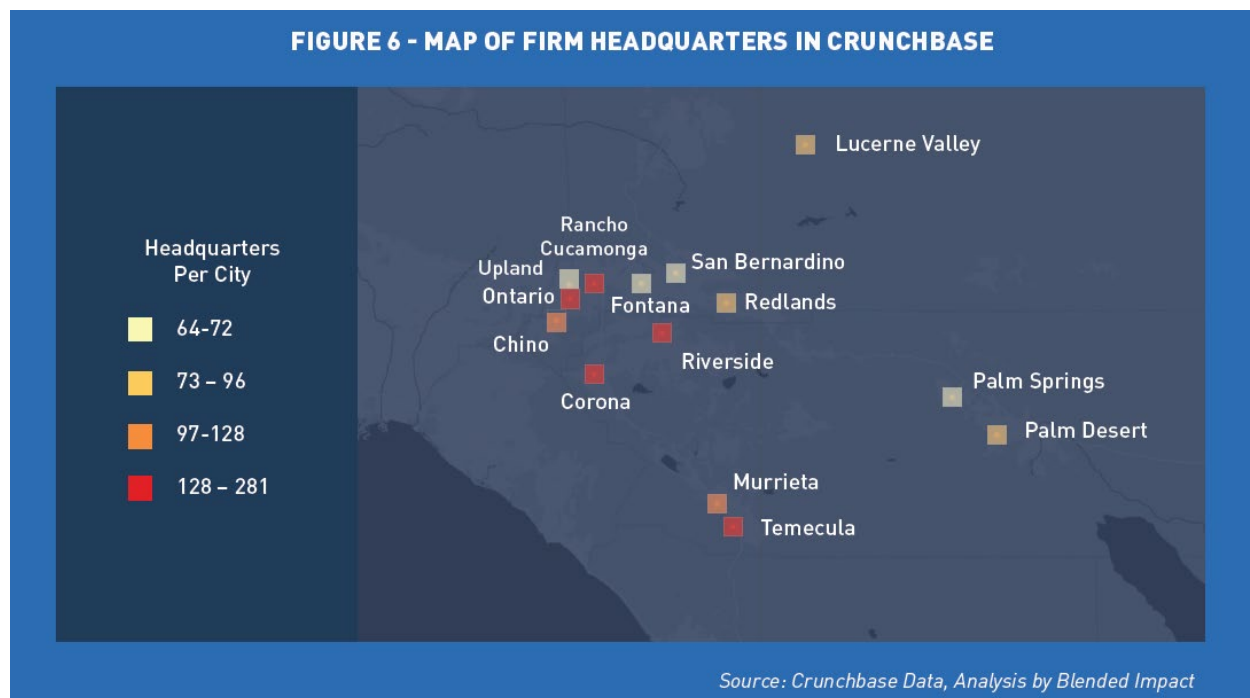 FIGURE 6 - MAP OF FIRM HEADQUARTERS IN CRUNCHBASE
Headquarters
Per City
64-72
73 – 96
97-128
128 – 281
Lucerne Valley
Rancho
Cucamonga
Upland
San Bernardino
Ontario
Fontana
Redlands
Chino
Riverside
Corona
Palm Springs
Palm Desert
Murrieta
Temecula
Source: Crunchbase Data, Analysis by Blended Impact